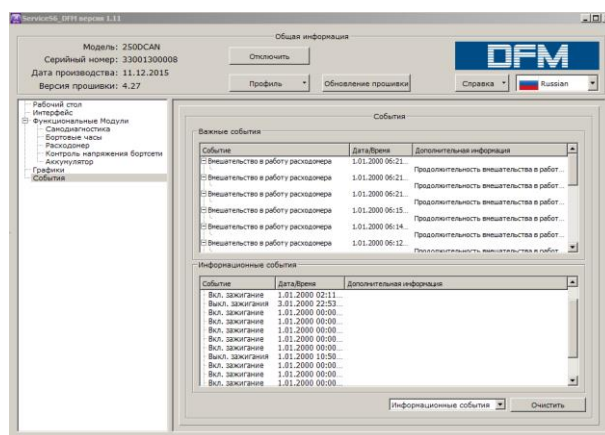 Service S6_DFM версия 1.11
Общая информация
Модель: 250DCAN
Серийный номер: 33001300008
Дата производства: 11.12.2015
Версия прошивки: 4.27
Отключить
Профиль
Обновление прошивки
DFM
Справка
Russian
Рабочий стол
Интерфейс
Функциональные Модули
Самодиагностика
Бортовые часы
Расходомер
Контроль напряжения бортсети
Аккумулятор
Графики
События
События
Важные события
Событие Дата/Время Дополнительная информация
Вмешательство в работу расходомера 1.01.2000 06:21...
Продолжительность вмешательства в работ...
Вмешательство в работу расходомера 1.01.2000 06:21...
Продолжительность вмешательства в работ...
Вмешательство в работу расходомера 1.01.2000 06:21...
Продолжительность вмешательства в работ...
Вмешательство в работу расходомера 1.01.2000 06:15...
Продолжительность вмешательства в работ...
Вмешательство в работу расходомера 1.01.2000 06:14...
Продолжительность вмешательства в работ...
Вмешательство в работу расходомера 1.01.2000 06:12...
Продолжительность вмешательства в работ...
Информационные события
Событие Дата/Время Дополнительная информация
Вкл. зажигание 1.01.2000 02:11...
Выкл. зажигания 3.01.2000 22:53...
Вкл. зажигание 1.01.2000 00:00...
Вкл. зажигание 1.01.2000 00:00...
Вкл. зажигание 1.01.2000 00:00...
Вкл. зажигание 1.01.2000 00:00...
Выкл. зажигания 1.01.2000 10:50...
Вкл. зажигание 1.01.2000 00:00...
Вкл. зажигание 1.01.2000 00:00...
Вкл. зажигание 1.01.2000 00:00...
Информационные события
Очистить